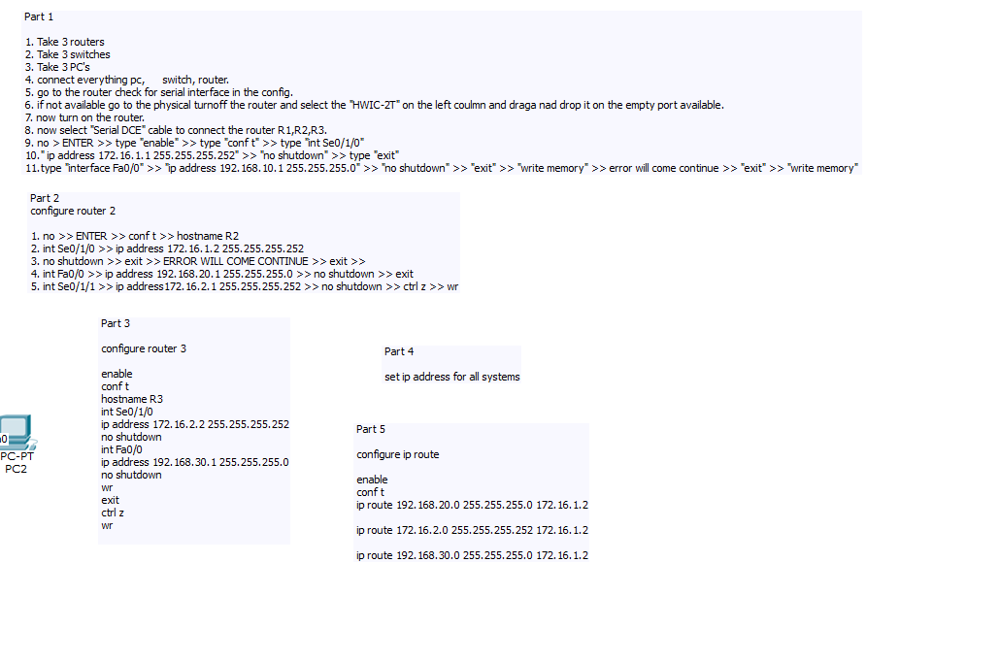 Part 1
1. Take 3 routers
2. Take 3 switches
3. Take 3 PC's
4. connect everything pc, switch, router.
5. go to the router check for serial interface in the config.
6. if not available go to the physical turnoff the router and select the "HWIC-2T" on the left coulmn and draga nad drop it on the empty port available.
7. now turn on the router.
8. now select "Serial DCE" cable to connect the router R1,R2,R3.
9. no > ENTER >> type "enable" >> type "conf t" >> type "int Se0/1/0"
10." ip address 172.16.1.1 255.255.255.252" >> "no shutdown" >> type "exit"
11.type "interface Fa0/0" >> "ip address 192.168.10.1 255.255.255.0" >> "no shutdown" >> "exit" >> "write memory" >> error will come continue >> "exit" >> "write memory"
Part 2
configure router 2
1. no >> ENTER >> conf t >> hostname R2
2. int Se0/1/0 >> ip address 172.16.1.2 255.255.255.252
3. no shutdown >> exit >> ERROR WILL COME CONTINUE >> exit >>
4. int Fa0/0 >> ip address 192.168.20.1 255.255.255.0 >> no shutdown >> exit
5. int Se0/1/1 >> ip address172.16.2.1 255.255.255.252 >> no shutdown >> ctrl z >> wr
Part 3
configure router 3
enable
conf t
hostname R3
int Se0/1/0
ip address 172.16.2.2 255.255.255.252
no shutdown
int Fa0/0
ip address 192.168.30.1 255.255.255.0
no shutdown
wr
exit
ctrl z
wr
Part 4
set ip address for all systems
Part 5
configure ip route
enable
conf t
ip route 192.168.20.0 255.255.255.0 172.16.1.2
ip route 172.16.2.0 255.255.255.252 172.16.1.2
ip route 192.168.30.0 255.255.255.0 172.16.1.2
PC-PT
PC2